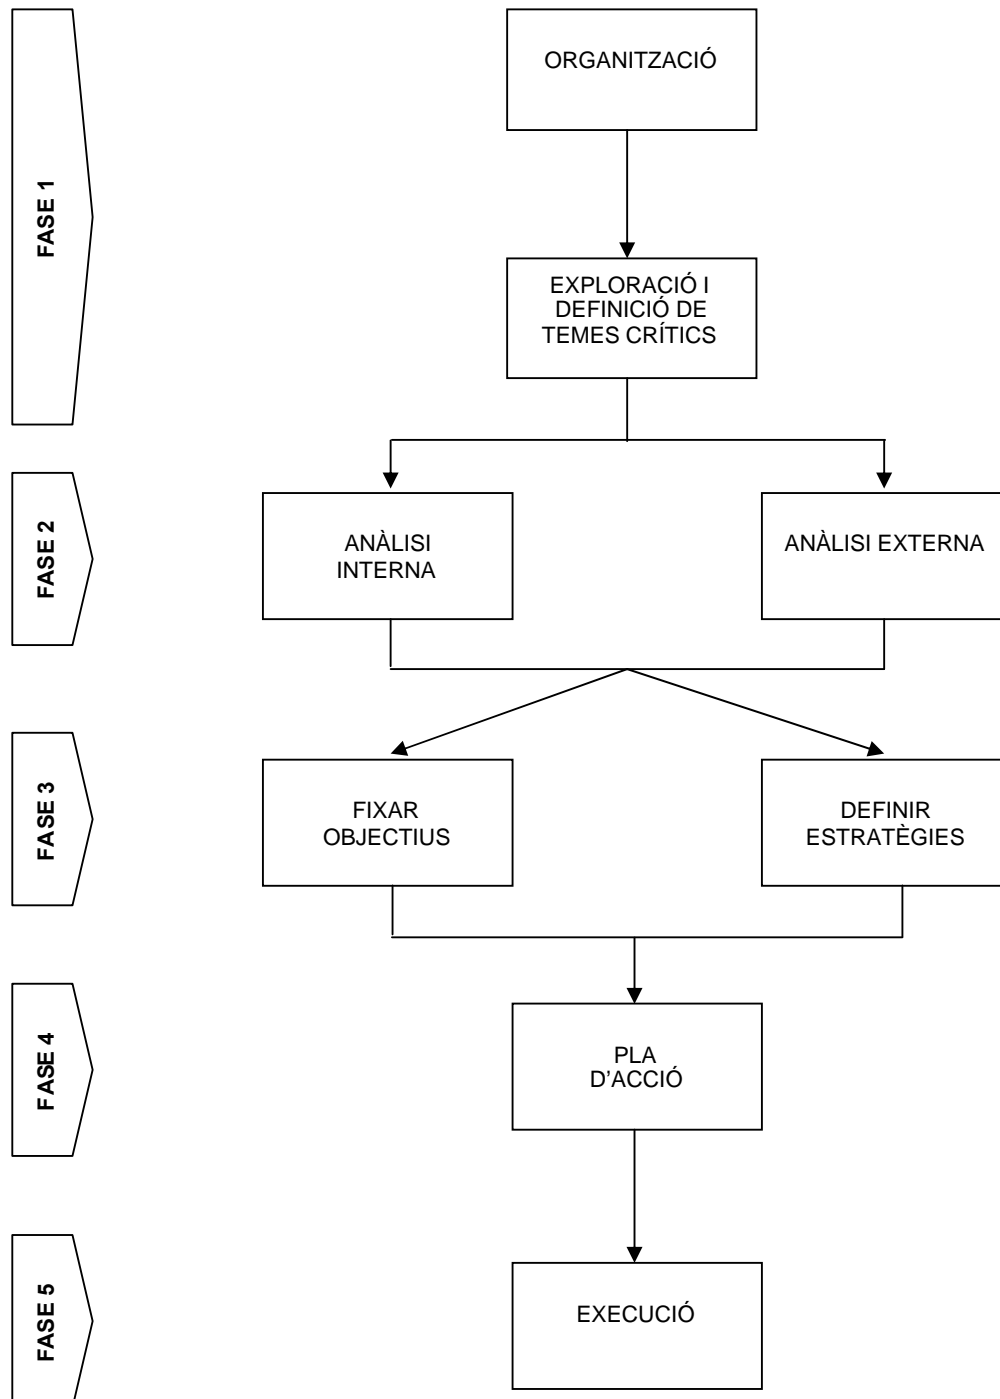 FASE 1
ORGANITZACIÓ
EXPLORACIÓ I
DEFINICIÓ DE
TEMES CRÍTICS
FASE 2
ANÀLISI
INTERNA
ANÀLISI EXTERNA
FASE 3
FIXAR
OBJECTIUS
DEFINIR
ESTRATÈGIES
FASE 4
PLA
D’ACCIÓ
FASE 5
EXECUCIÓ